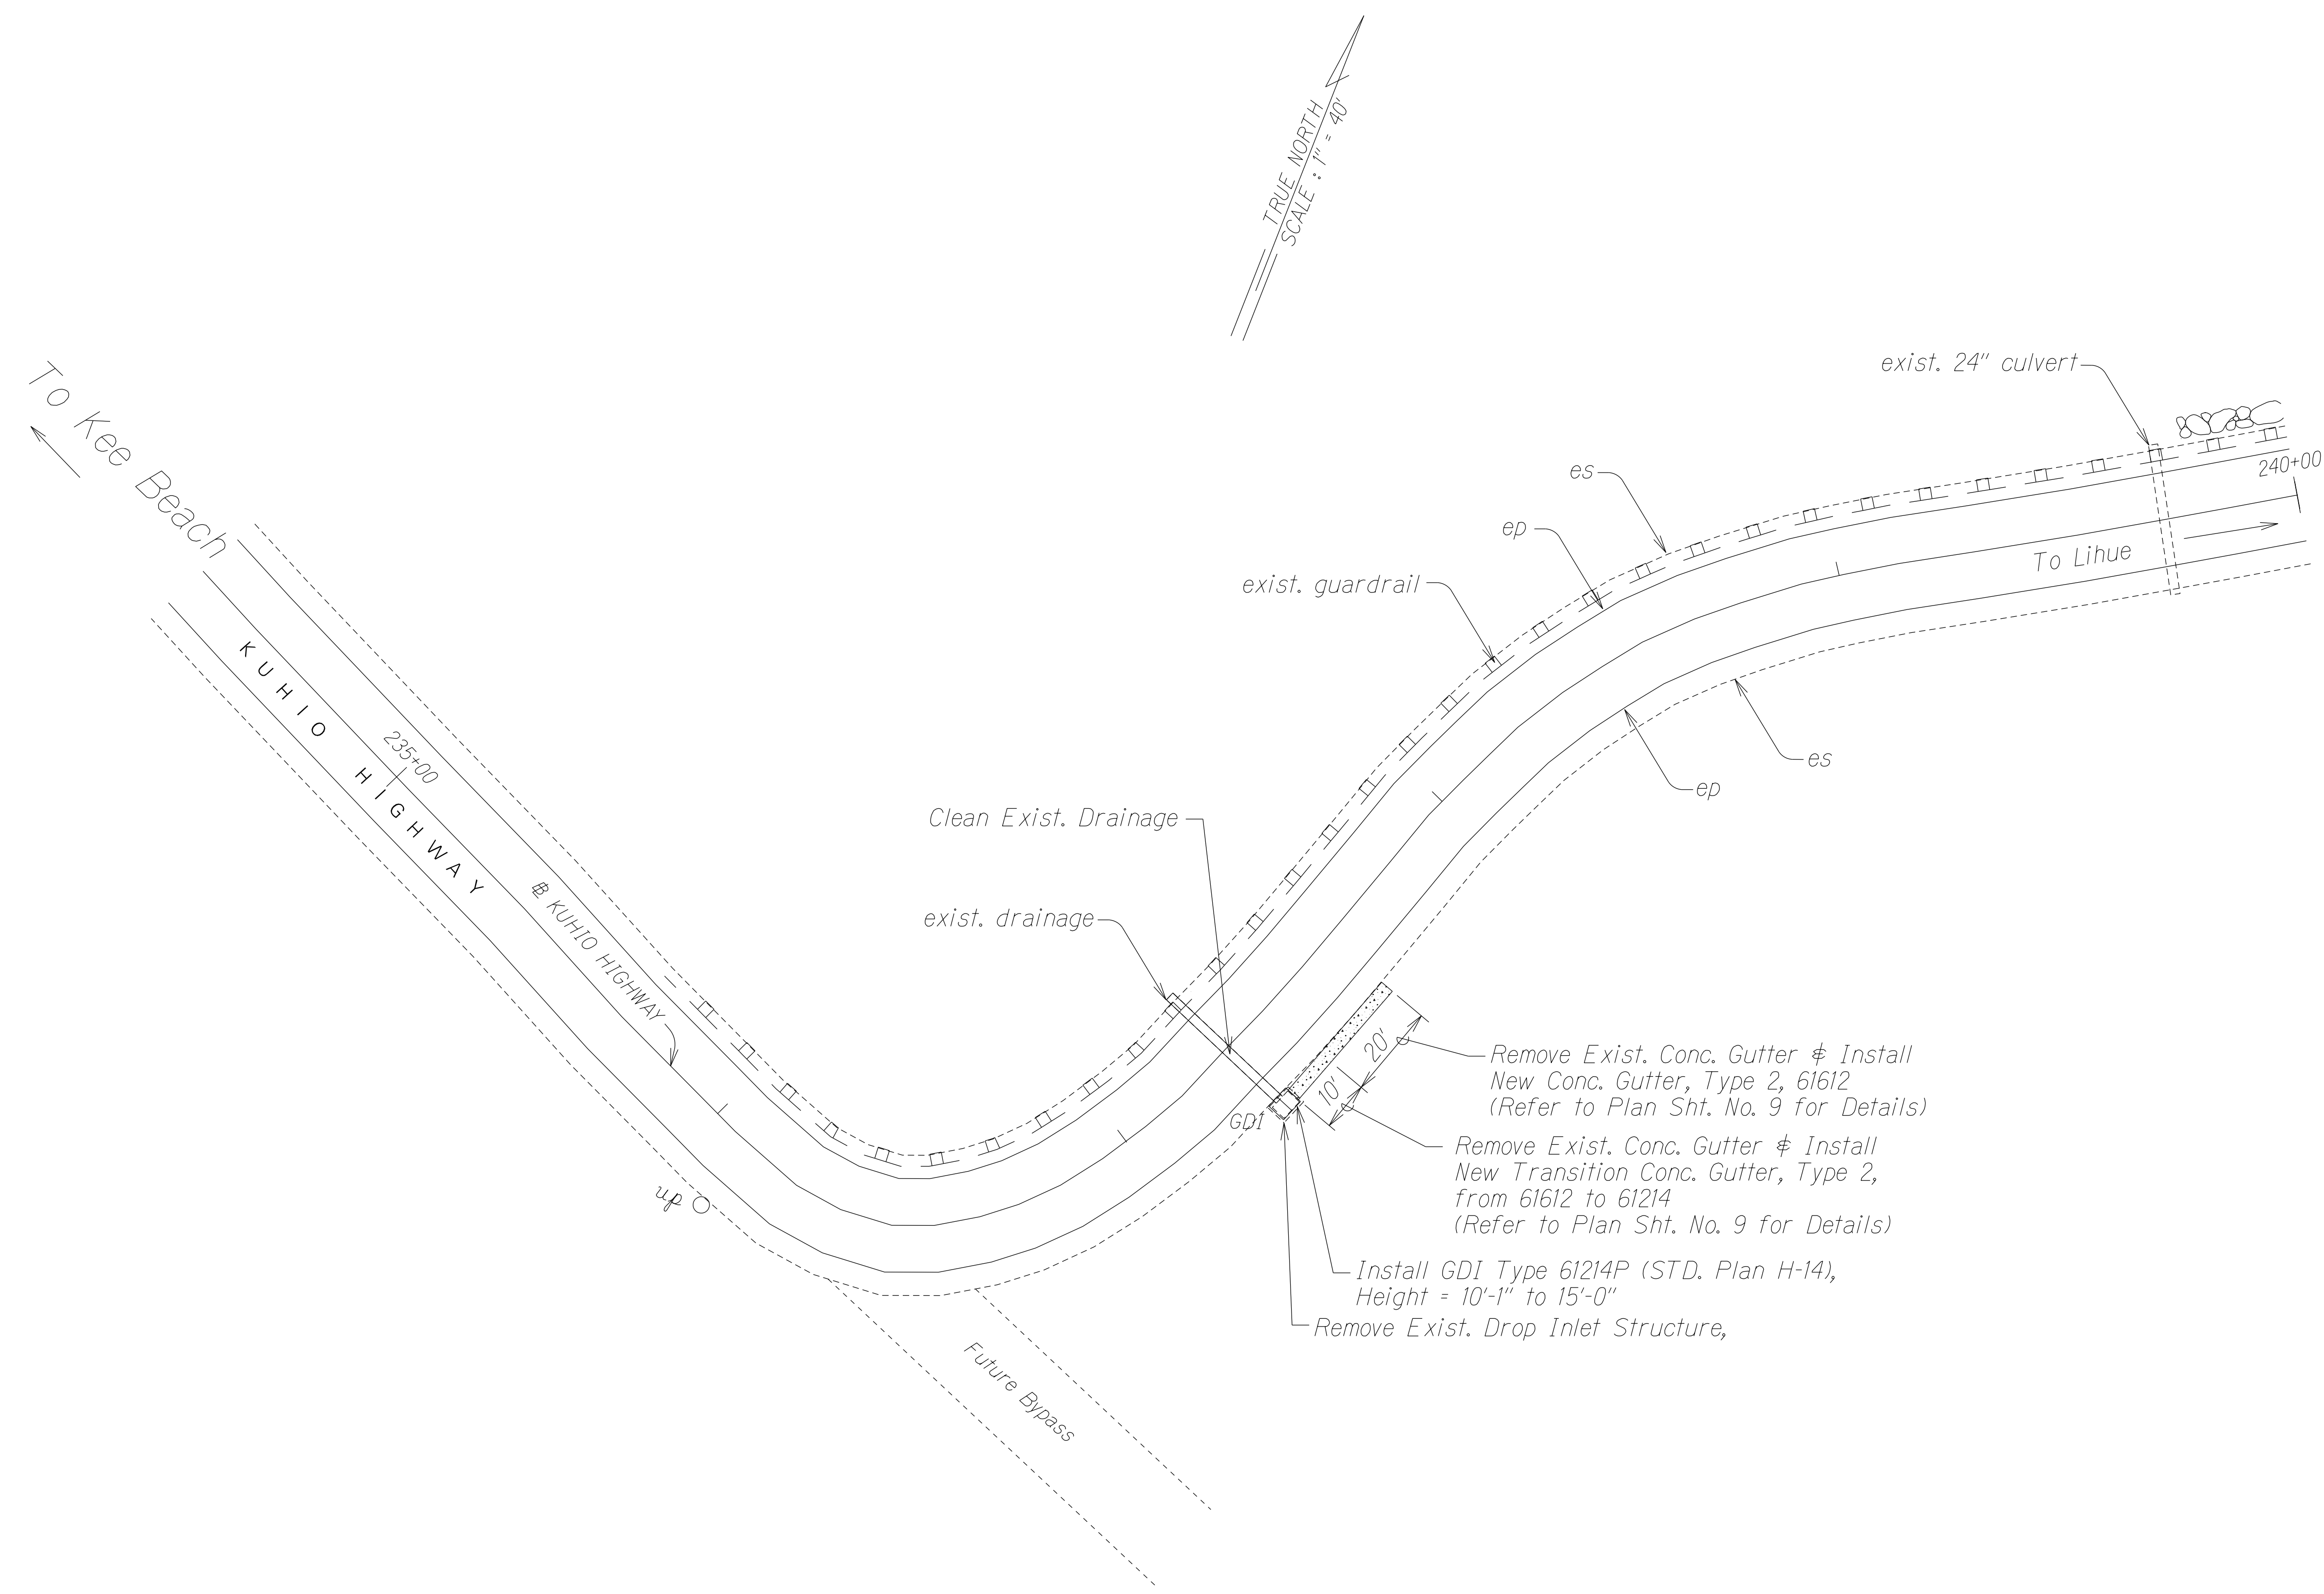 TRUE NORTH
SCALE : 1" = 40'
To Kee Beach
exist. 24" culvert
240+00
To Lihue
es
ep
exist. guardrail
es
ep
KUHIO HIGHWAY
235+00
℄ KUHIO HIGHWAY
Clean Exist. Drainage
exist. drainage
up
GDI
20'
10'
Remove Exist. Conc. Gutter & Install
New Conc. Gutter, Type 2, 61612
(Refer to Plan Sht. No. 9 for Details)
Remove Exist. Conc. Gutter & Install
New Transition Conc. Gutter, Type 2,
from 61612 to 61214
(Refer to Plan Sht. No. 9 for Details)
Install GDI Type 61214P (STD. Plan H-14),
Height = 10'-1" to 15'-0"
Remove Exist. Drop Inlet Structure,
Future Bypass